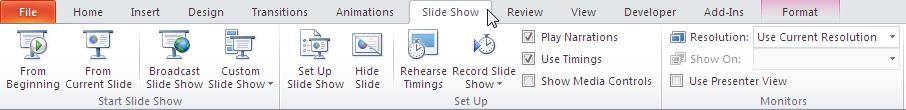 File Home Insert Design Transitions Animations Slide Show Review View Developer Add-Ins Format
From Beginning
From Current Slide
Broadcast Slide Show
Custom Slide Show
Start Slide Show
Set Up Slide Show
Hide Slide
Rehearse Timings
Record Slide Show
Play Narrations
Use Timings
Show Media Controls
Set Up
Resolution: Use Current Resolution
Show On:
Use Presenter View
Monitors